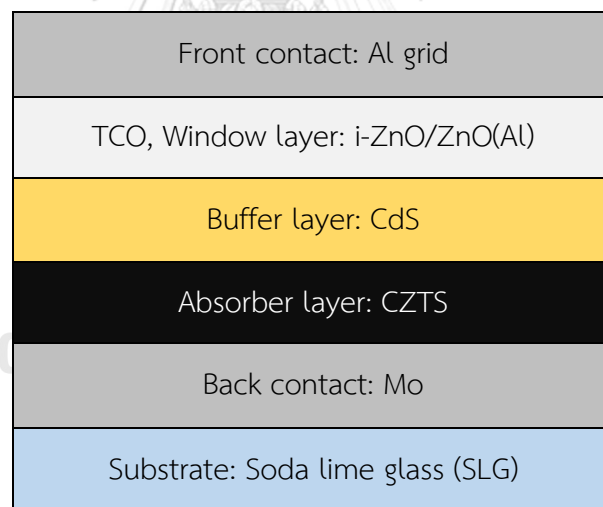 Front contact: Al grid
TCO, Window layer: i-ZnO/ZnO(Al)
Buffer layer: CdS
Absorber layer: CZTS
Back contact: Mo
Substrate: Soda lime glass (SLG)